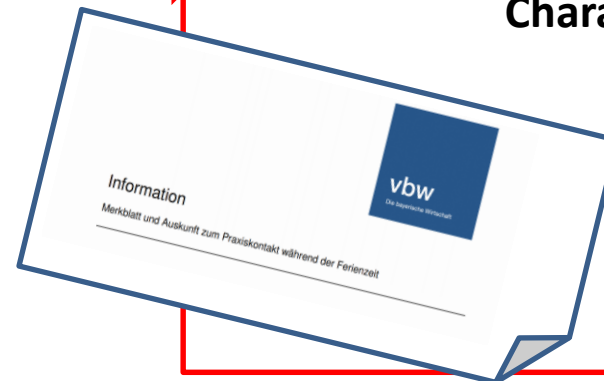 Chara
vbw
Die bayerische Wirtschaft
Information
Merkblatt und Auskunft zum Praxiskontakt während der Ferienzeit